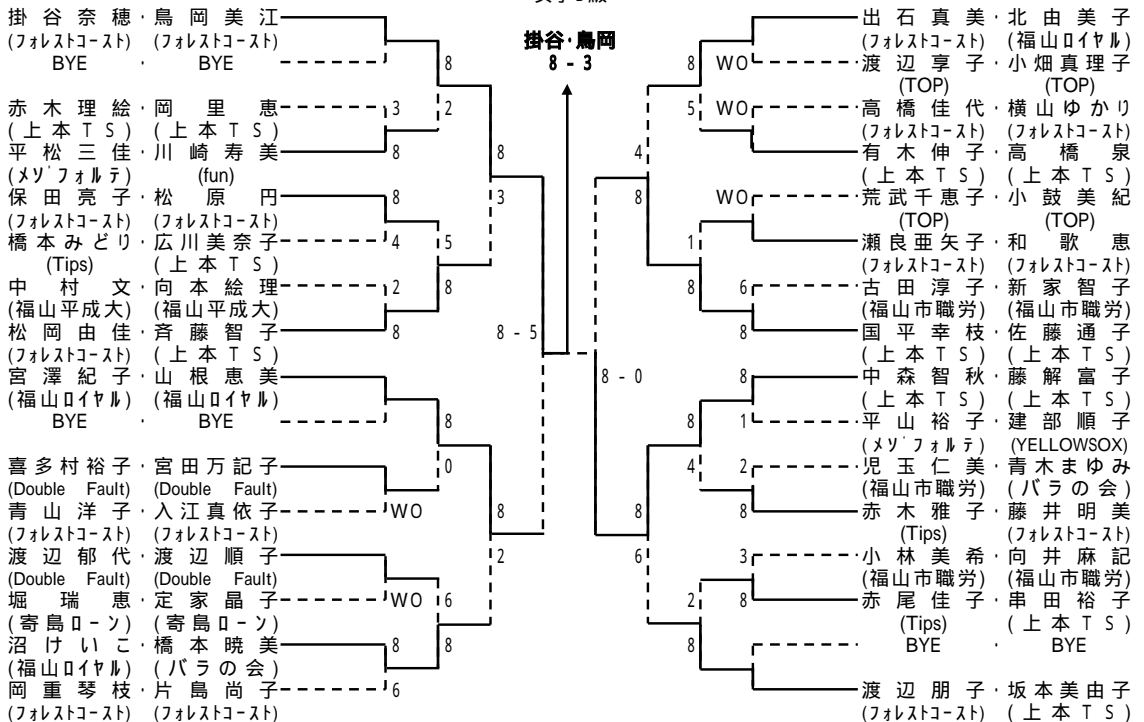 掛谷・鳥岡
8 - 3
掛谷奈穂・鳥岡美江
(フォレストコースト) (フォレストコースト)
BYE ・ BYE
8
赤木理絵・岡里恵 3 2
(上本TS) (上本TS)
平松三佳・川崎寿美 8 8
(メゾフォルテ) (fun)
保田亮子・松原円 8 3
(フォレストコースト) (フォレストコースト)
橋本みどり・広川美奈子 4 5
(Tips) (上本TS)
中村文・向本絵理 2 8
(福山平成大) (福山平成大)
松岡由佳・斉藤智子 8 8 - 5
(フォレストコースト) (上本TS)
宮澤紀子・山根恵美
(福山ロイヤル) (福山ロイヤル)
BYE ・ BYE 8
喜多村裕子・宮田万記子 0
(Double Fault) (Double Fault)
青山洋子・入江真依子 WO 8
(フォレストコースト) (フォレストコースト)
渡辺郁代・渡辺順子 2
(Double Fault) (Double Fault)
堀瑞恵・定家晶子 WO 6
(寄島ローン) (寄島ローン)
沼けいこ・橋本暁美 8 8
(福山ロイヤル) (バラの会)
岡重琴枝・片島尚子 6
(フォレストコースト) (フォレストコースト)
出石真美・北由美子
(フォレストコースト) (福山ロイヤル)
8 WO 渡辺享子・小畑真理子
(TOP) (TOP)
5 WO 高橋佳代・横山ゆかり
(フォレストコースト) (フォレストコースト)
4 有木伸子・高橋泉
(上本TS) (上本TS)
8 WO 荒武千恵子・小鼓美紀
(TOP) (TOP)
1 瀬良亜矢子・和歌恵
(フォレストコースト) (フォレストコースト)
8 6 古田淳子・新家智子
(福山市職労) (福山市職労)
8 国平幸枝・佐藤通子
(上本TS) (上本TS)
8 - 0 8 中森智秋・藤解富子
(上本TS) (上本TS)
8 1 平山裕子・建部順子
(メゾフォルテ) (YELLOWSOX)
4 2 児玉仁美・青木まゆみ
(福山市職労) (バラの会)
8 8 赤木雅子・藤井明美
(Tips) (フォレストコースト)
6 3 小林美希・向井麻記
(福山市職労) (福山市職労)
2 8 赤尾佳子・串田裕子
(Tips) (上本TS)
8 BYE ・ BYE
渡辺朋子・坂本美由子
(フォレストコースト) (上本TS)